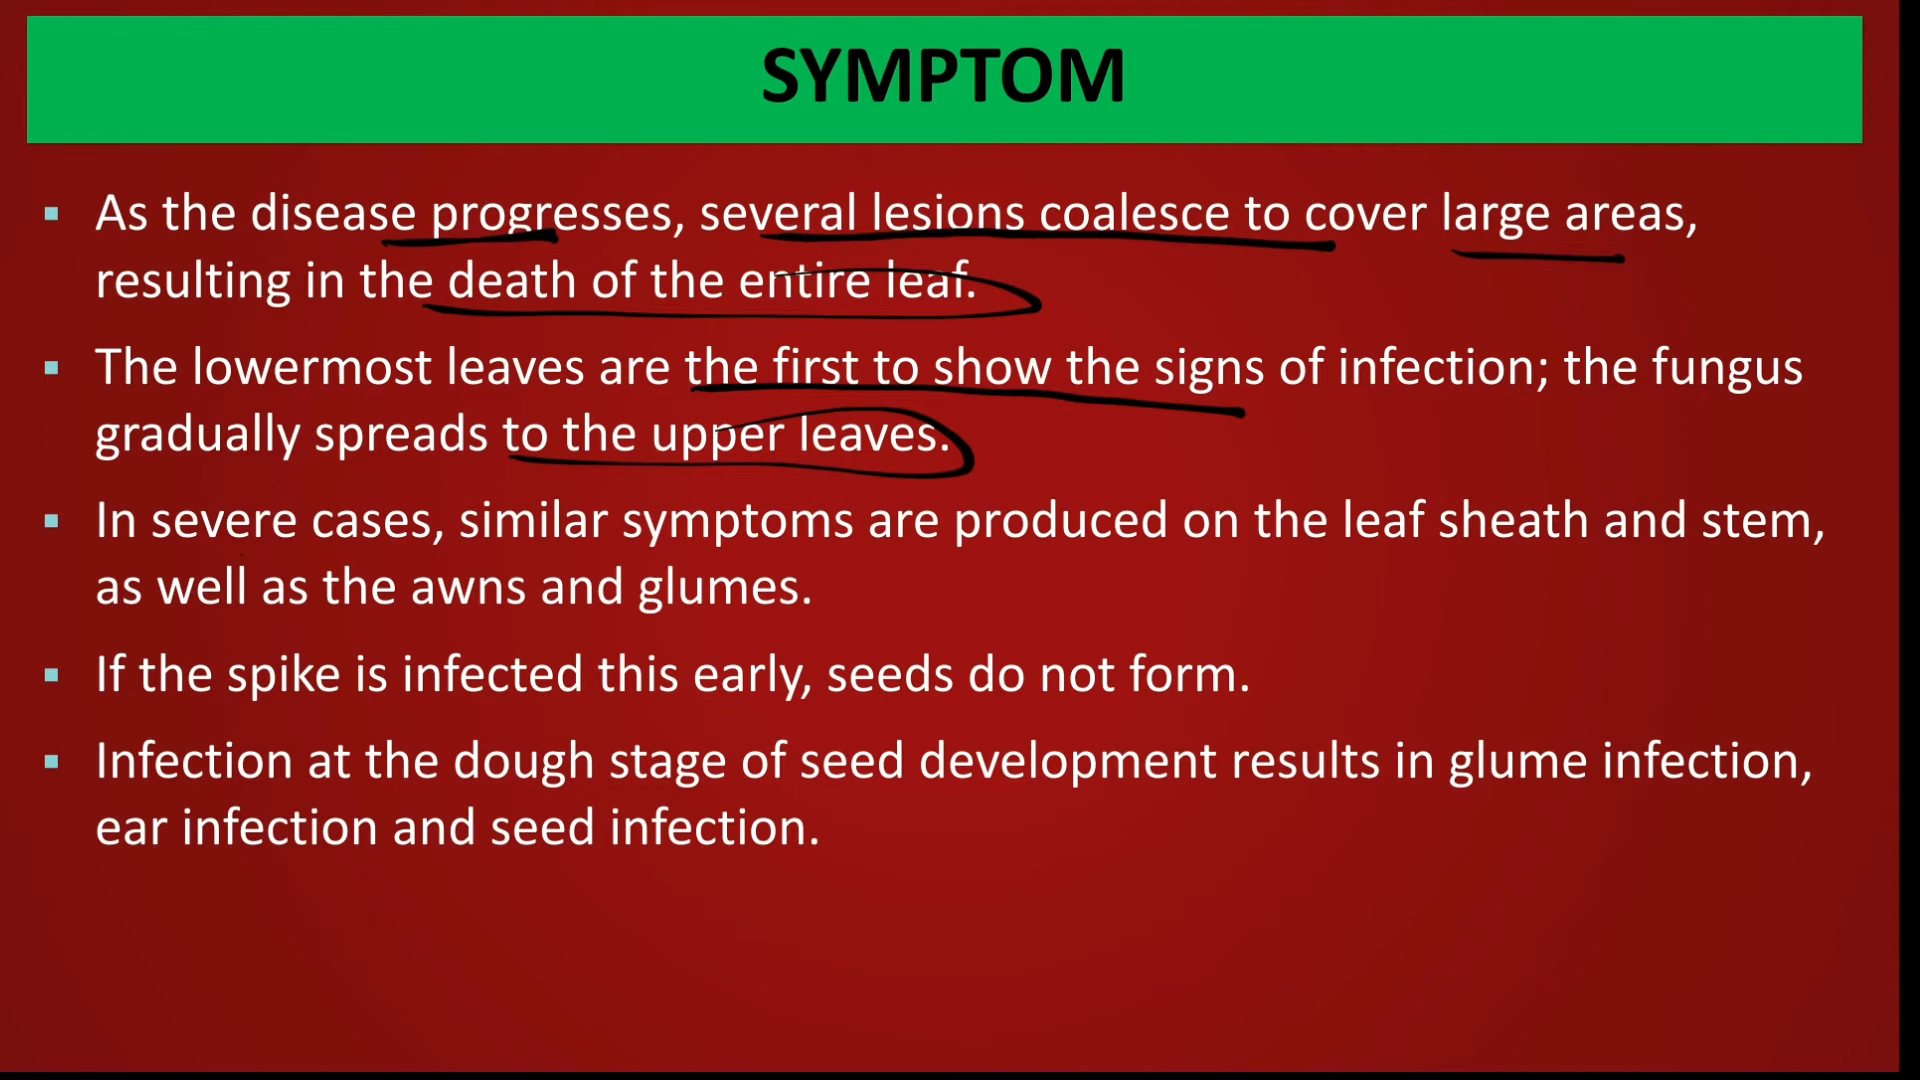 SYMPTOM
As the disease progresses, several lesions coalesce to cover large areas,
resulting in the death of the entire leaf.
The lowermost leaves are the first to show the signs of infection; the fungus
gradually spreads to the upper leaves.
In severe cases, similar symptoms are produced on the leaf sheath and stem,
as well as the awns and glumes.
If the spike is infected this early, seeds do not form.
Infection at the dough stage of seed development results in glume infection,
ear infection and seed infection.